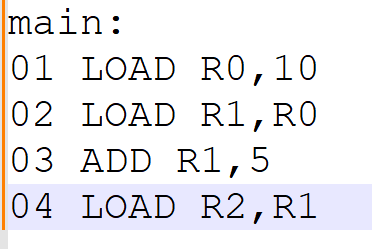 main:
01 LOAD R0,10
02 LOAD R1,R0
03 ADD R1,5
04 LOAD R2,R1